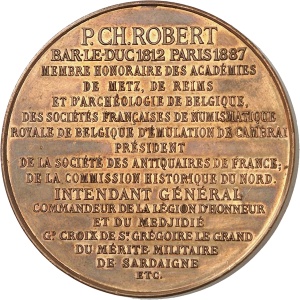 P. CH. ROBERT
BAR-LE-DUC 1812 PARIS 1887
MEMBRE HONORAIRE DES ACADÉMIES
DE METZ, DE REIMS
ET D'ARCHÉOLOGIE DE BELGIQUE,
DES SOCIÉTÉS FRANÇAISES DE NUMISMATIQUE
ROYALE DE BELGIQUE D'ÉMULATION DE CAMBRAI
PRÉSIDENT
DE LA SOCIÉTÉ DES ANTIQUAIRES DE FRANCE;
DE LA COMMISSION HISTORIQUE DU NORD.
INTENDANT GÉNÉRAL
COMMANDEUR DE LA LÉGION D'HONNEUR
ET DU MEDJIDIÉ
GE. CROIX DE ST. GRÉGOIRE LE GRAND
DU MÉRITE MILITAIRE
DE SARDAIGNE
ETC.